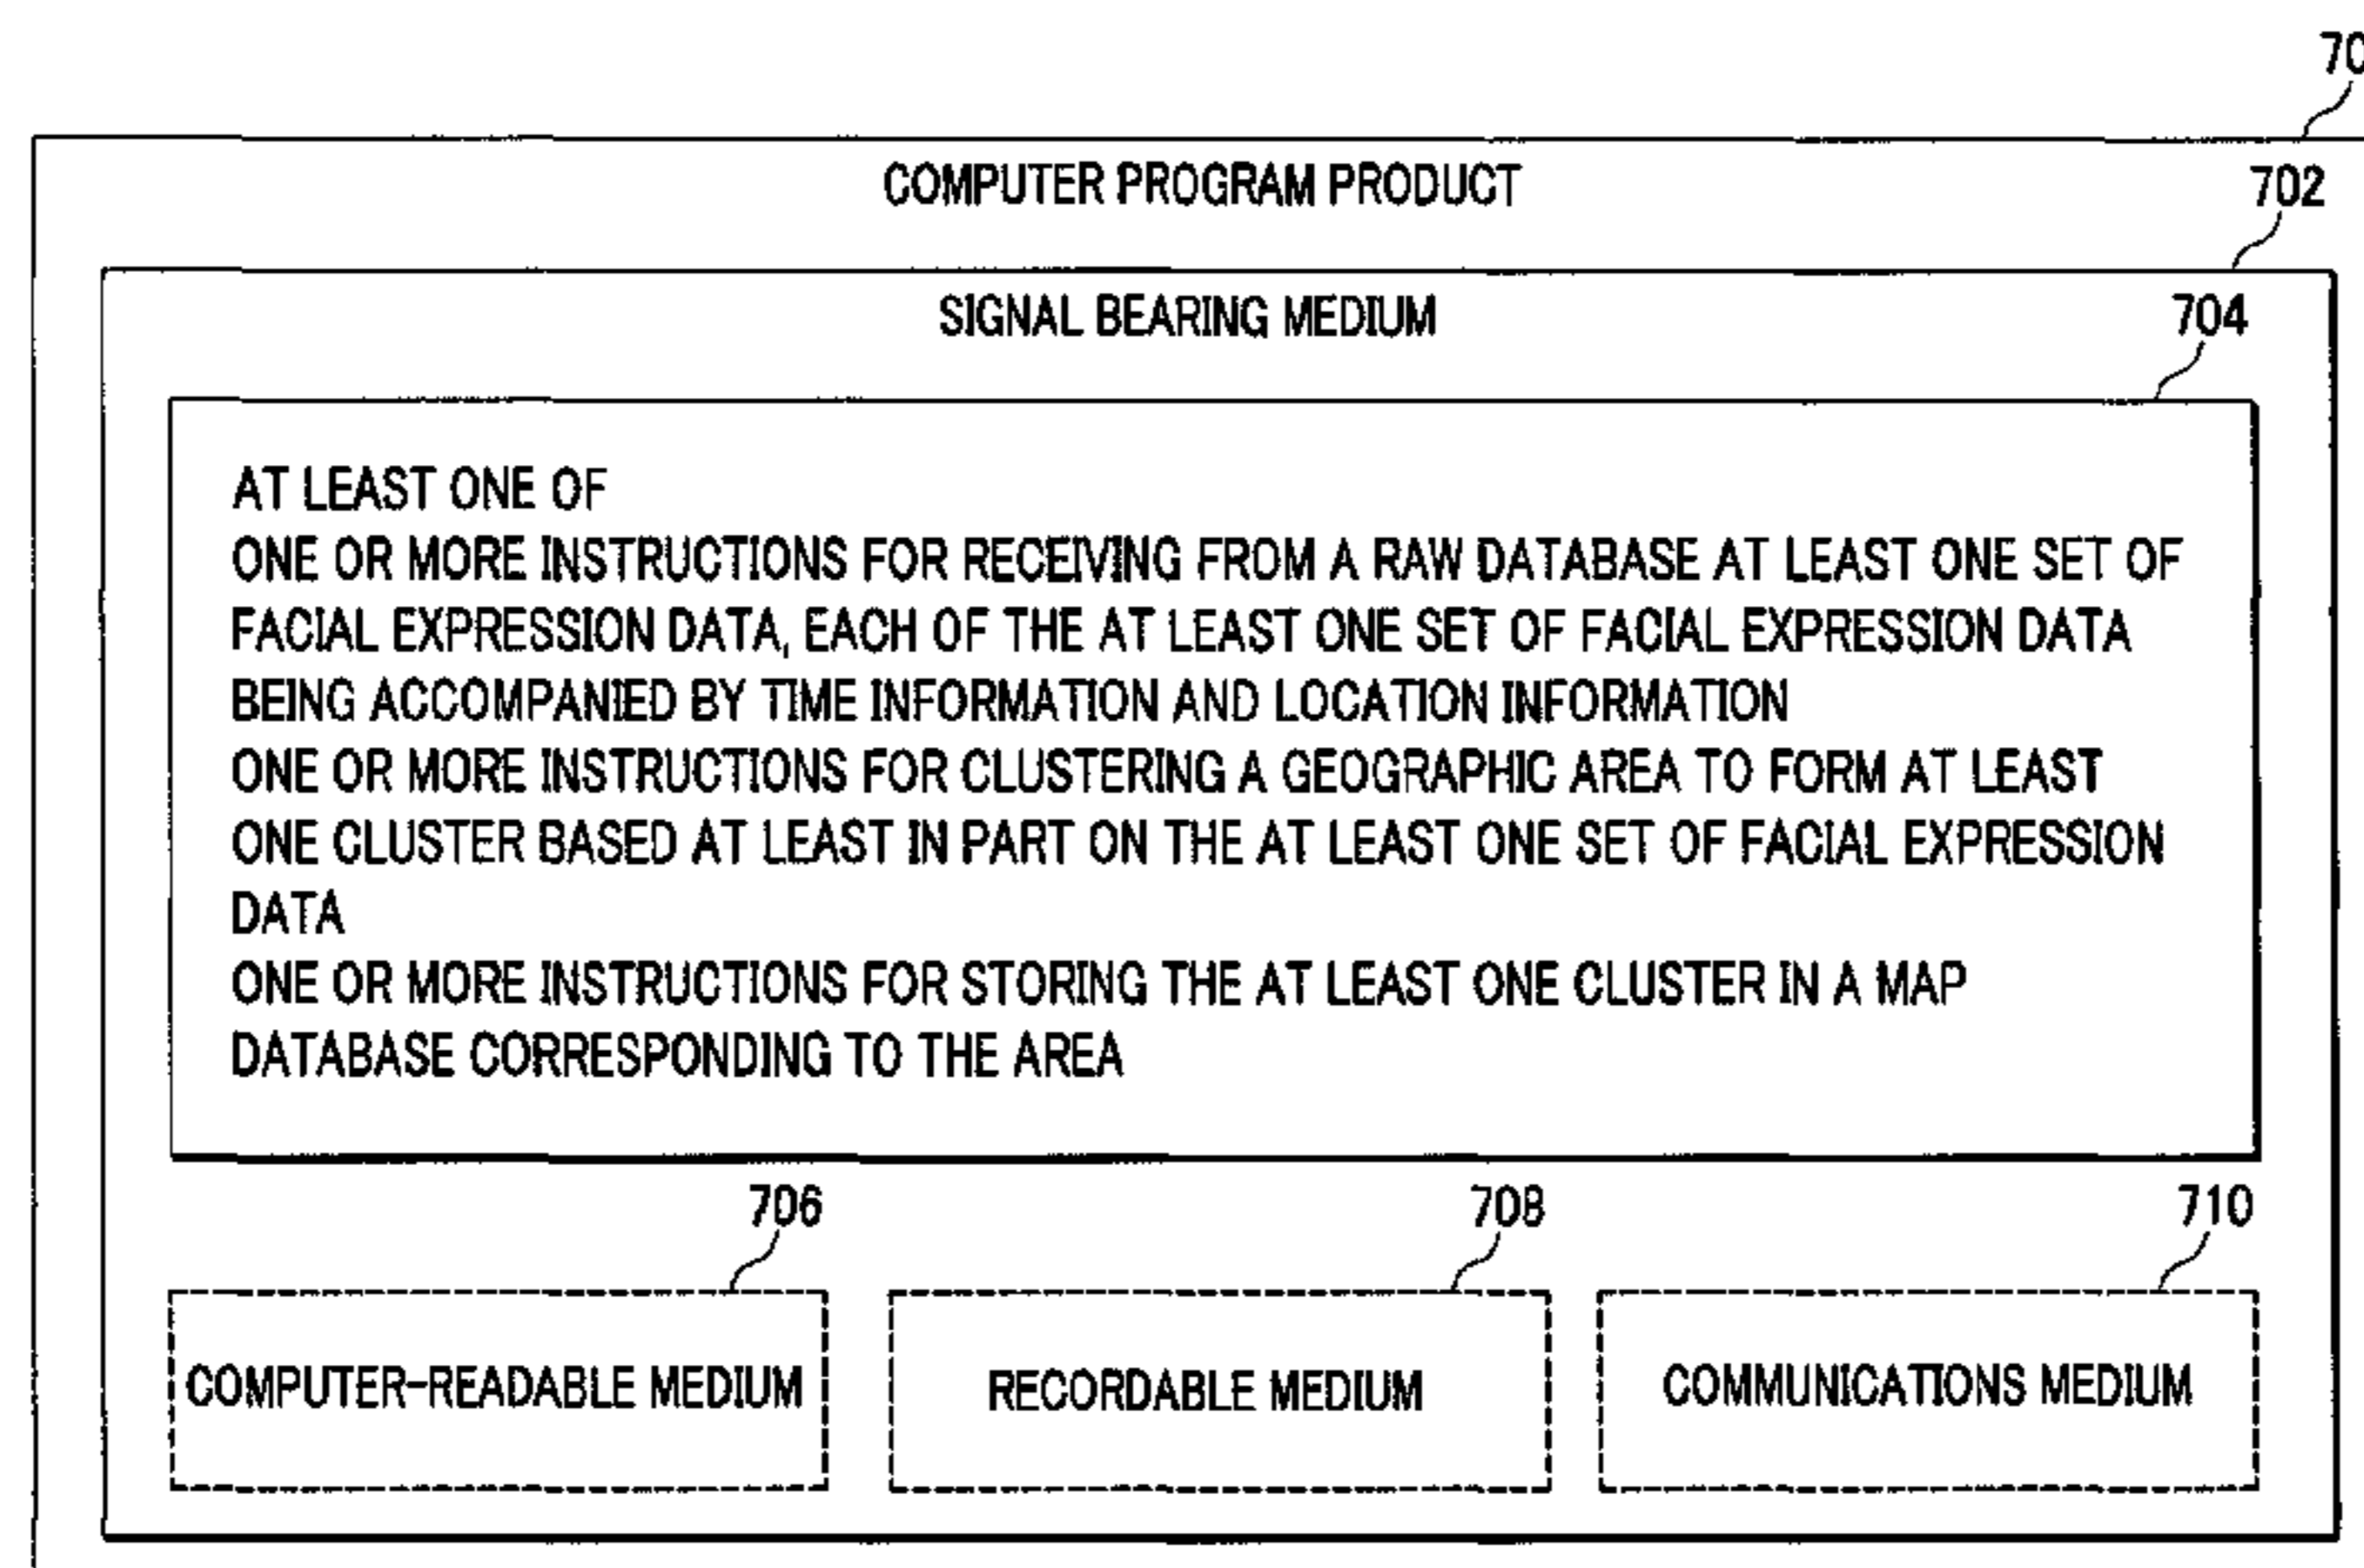 70
COMPUTER PROGRAM PRODUCT
702
SIGNAL BEARING MEDIUM
704
AT LEAST ONE OF
ONE OR MORE INSTRUCTIONS FOR RECEIVING FROM A RAW DATABASE AT LEAST ONE SET OF
FACIAL EXPRESSION DATA, EACH OF THE AT LEAST ONE SET OF FACIAL EXPRESSION DATA
BEING ACCOMPANIED BY TIME INFORMATION AND LOCATION INFORMATION
ONE OR MORE INSTRUCTIONS FOR CLUSTERING A GEOGRAPHIC AREA TO FORM AT LEAST
ONE CLUSTER BASED AT LEAST IN PART ON THE AT LEAST ONE SET OF FACIAL EXPRESSION
DATA
ONE OR MORE INSTRUCTIONS FOR STORING THE AT LEAST ONE CLUSTER IN A MAP
DATABASE CORRESPONDING TO THE AREA
706
708
710
COMPUTER-READABLE MEDIUM
RECORDABLE MEDIUM
COMMUNICATIONS MEDIUM